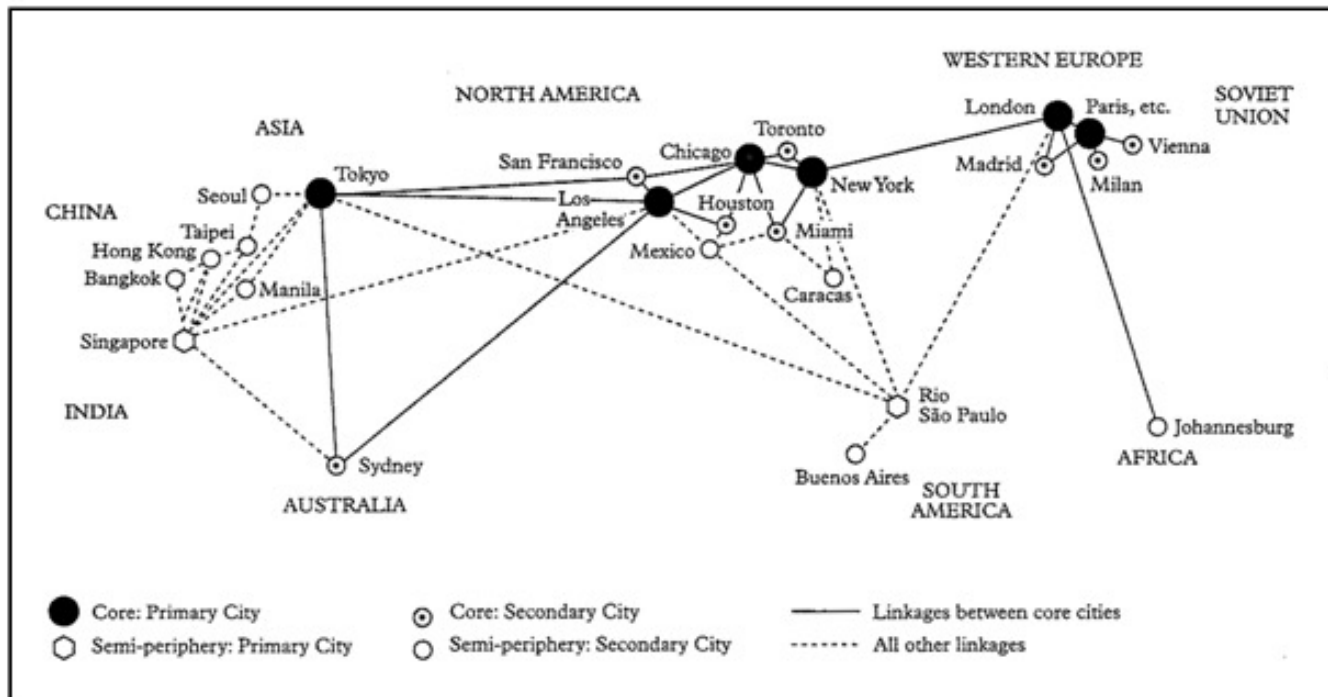 WESTERN EUROPE
NORTH AMERICA
London
Paris, etc.
SOVIET
UNION
ASIA
Toronto
Chicago
San Francisco
Madrid
Vienna
Milan
Tokyo
New York
Seoul
Los
Angeles
Houston
CHINA
Taipei
Miami
Hong Kong
Mexico
Bangkok
Manila
Caracas
Singapore
Rio
São Paulo
INDIA
Johannesburg
AFRICA
Sydney
Buenos Aires
SOUTH
AMERICA
AUSTRALIA
Core: Primary City
Core: Secondary City
Linkages between core cities
Semi-periphery: Primary City
Semi-periphery: Secondary City
All other linkages